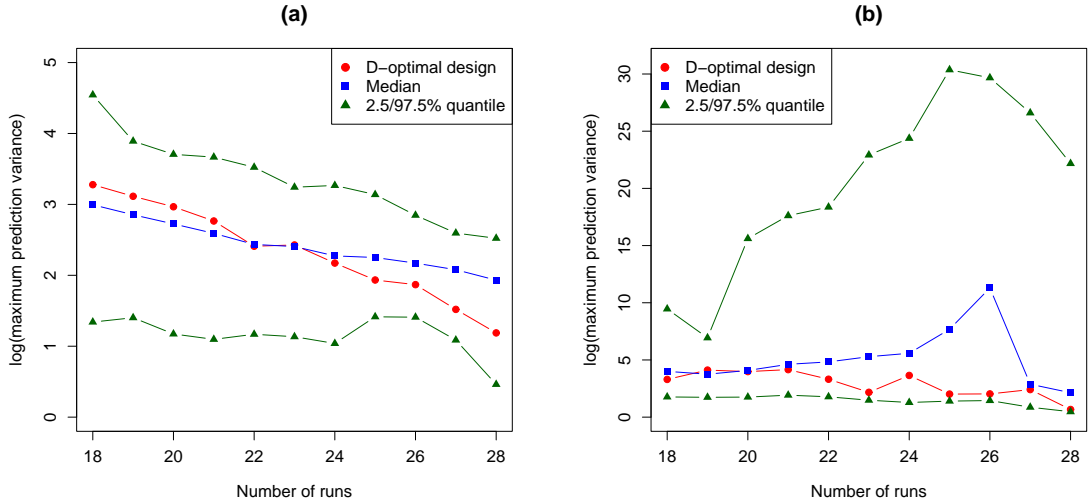 (a)
log(maximum prediction variance)
5
4
3
2
1
0
D−optimal design
Median
2.5/97.5% quantile
18 20 22 24 26 28
Number of runs
(b)
log(maximum prediction variance)
30
25
20
15
10
5
0
D−optimal design
Median
2.5/97.5% quantile
18 20 22 24 26 28
Number of runs